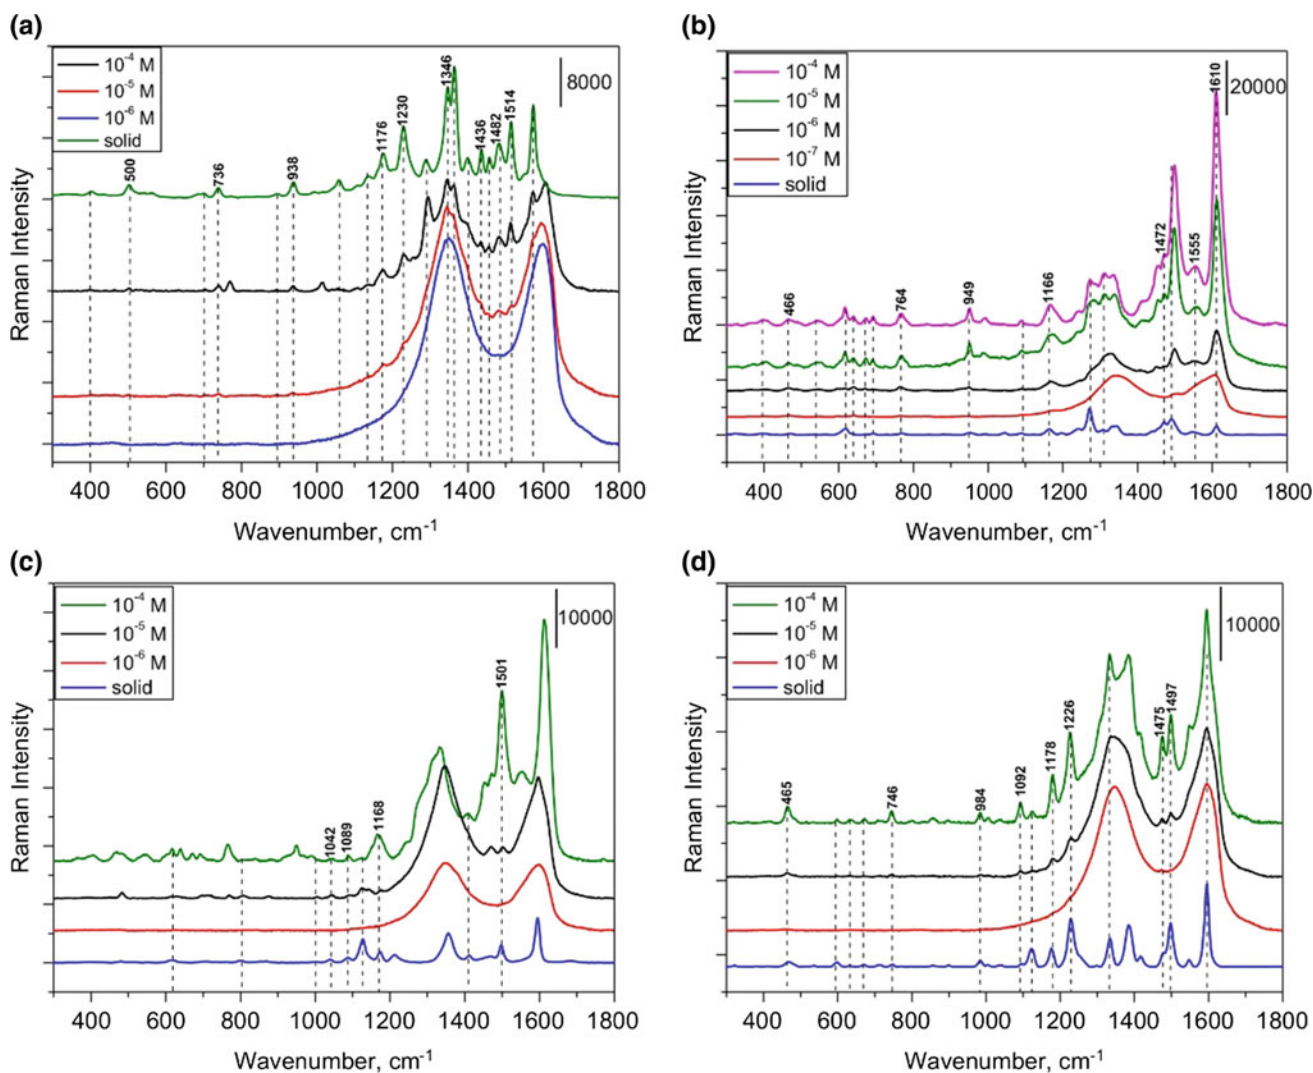 (a)
10⁻⁴ M
10⁻⁵ M
10⁻⁶ M
solid
8000
500
736
938
1176
1230
1346
1436
1482
1514
Raman Intensity
400 600 800 1000 1200 1400 1600 1800
Wavenumber, cm⁻¹
(b)
10⁻⁴ M
10⁻⁵ M
10⁻⁶ M
10⁻⁷ M
solid
20000
466
764
949
1166
1472
1555
1610
Raman Intensity
400 600 800 1000 1200 1400 1600 1800
Wavenumber, cm⁻¹
(c)
10⁻⁴ M
10⁻⁵ M
10⁻⁶ M
solid
10000
1042
1089
1168
1501
Raman Intensity
400 600 800 1000 1200 1400 1600 1800
Wavenumber, cm⁻¹
(d)
10⁻⁴ M
10⁻⁵ M
10⁻⁶ M
solid
10000
465
746
984
1092
1178
1226
1475
1497
Raman Intensity
400 600 800 1000 1200 1400 1600 1800
Wavenumber, cm⁻¹